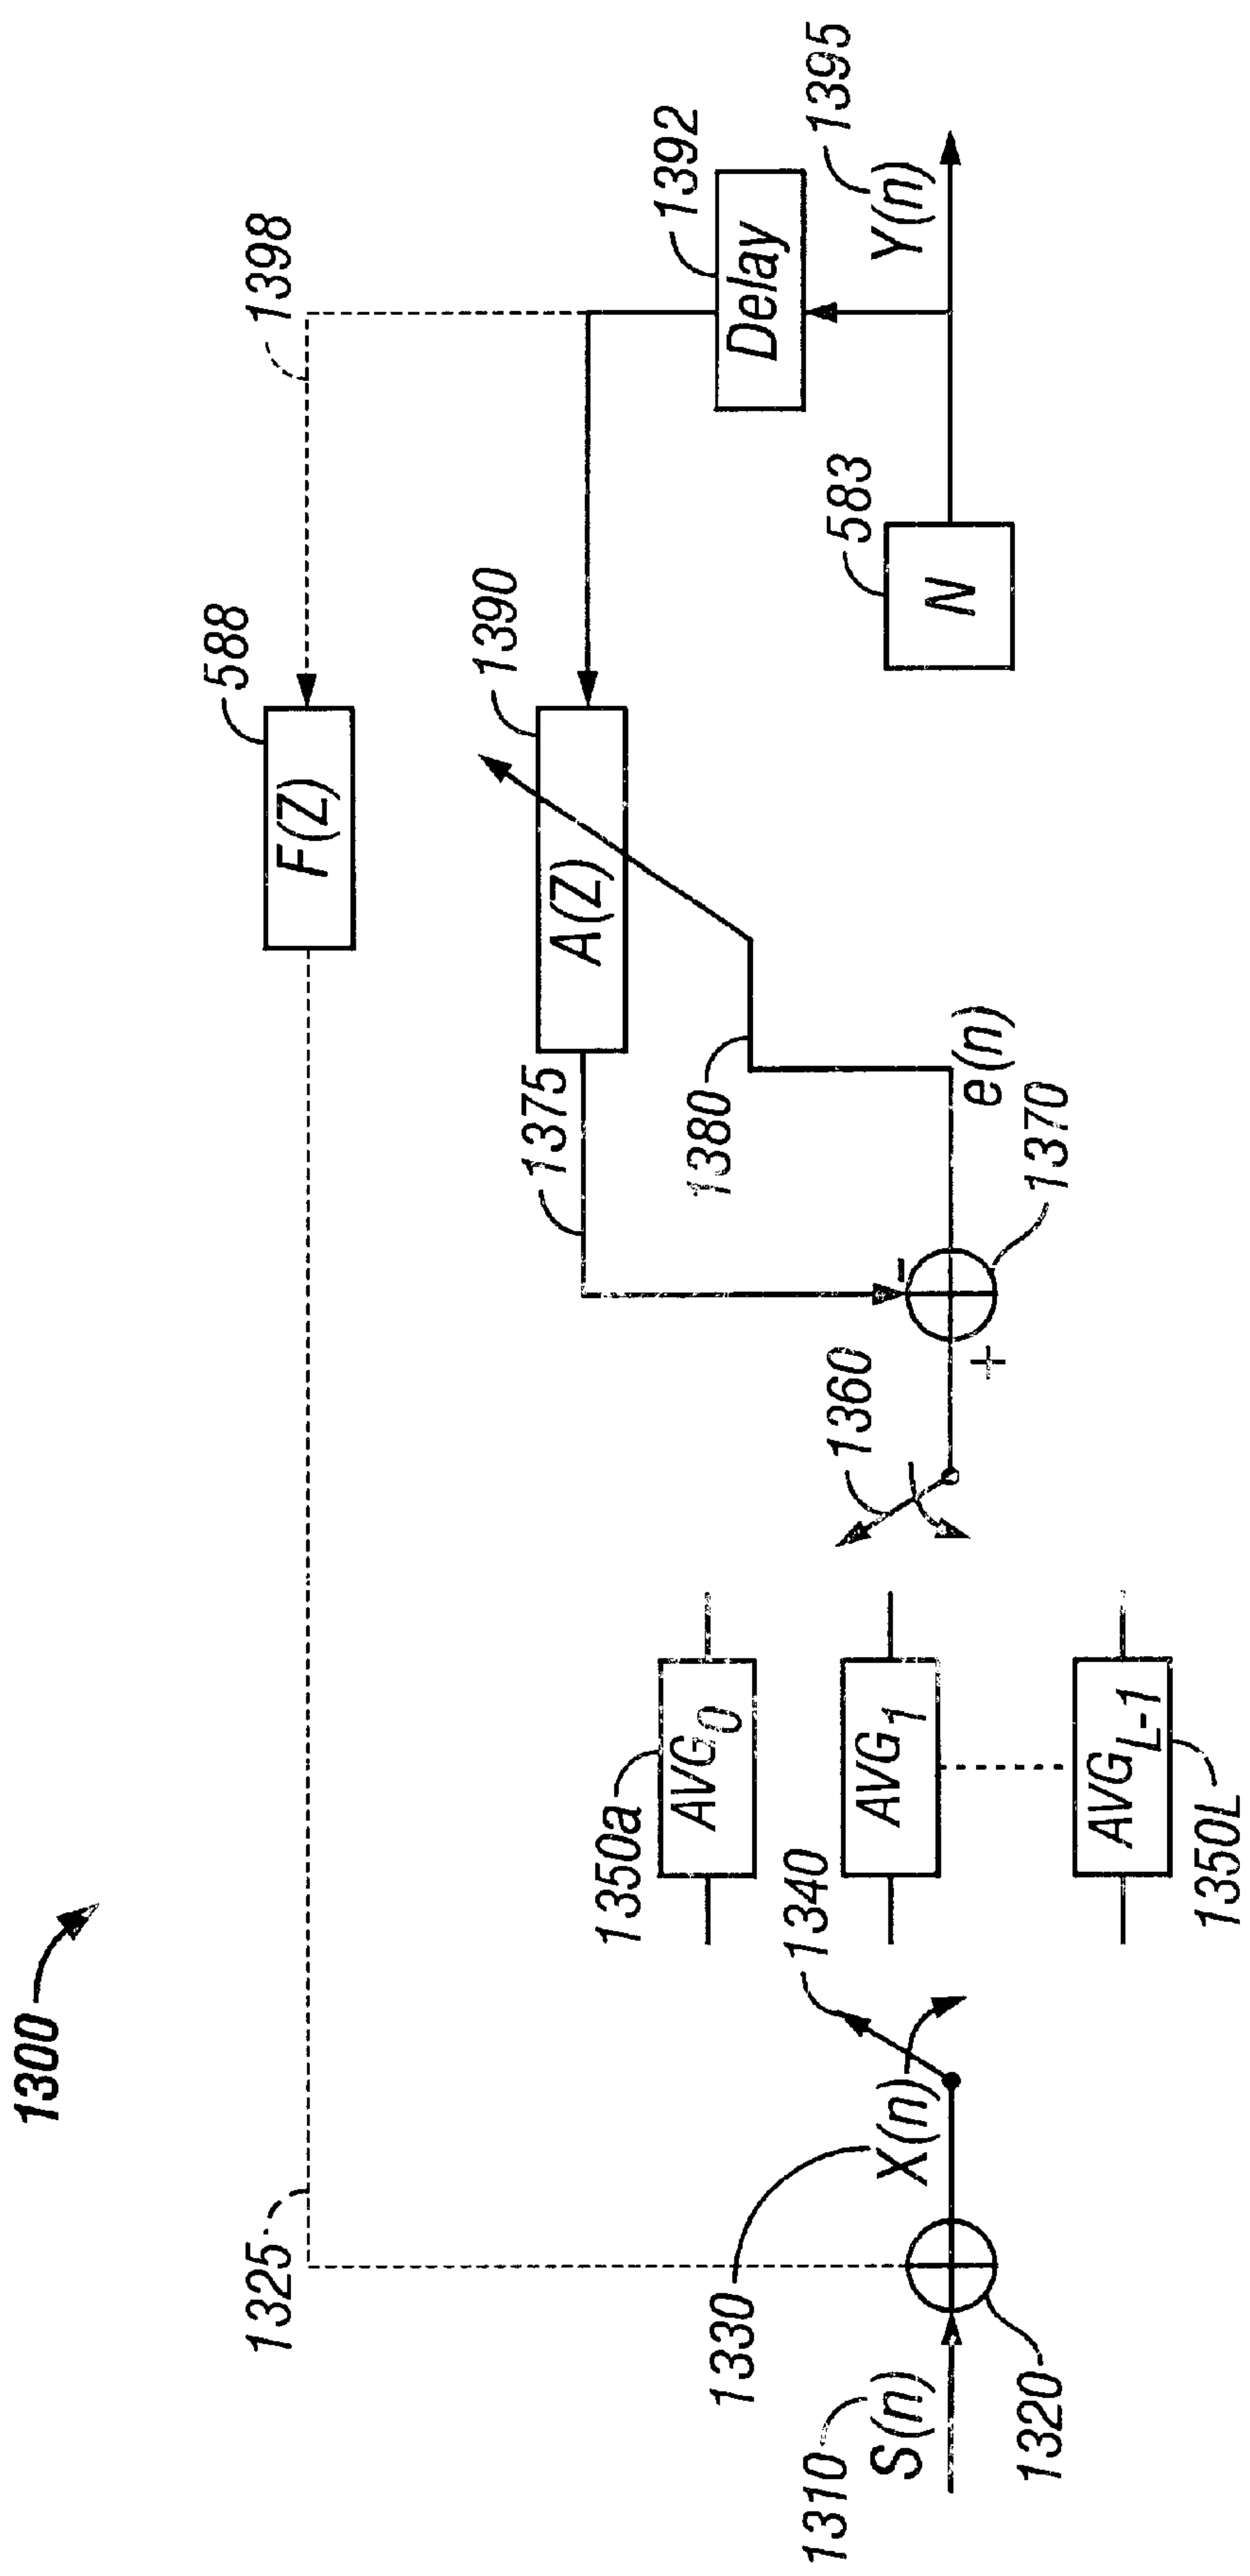 1300
1325
1398
588
F(Z)
1375
1390
A(Z)
1392
Delay
1380
1395
Y(n)
583
N
1350a
AVG0
1360
1340
AVG1
1330
X(n)
1310
S(n)
+
-
e(n)
1320
1370
AVGL-1
1350L